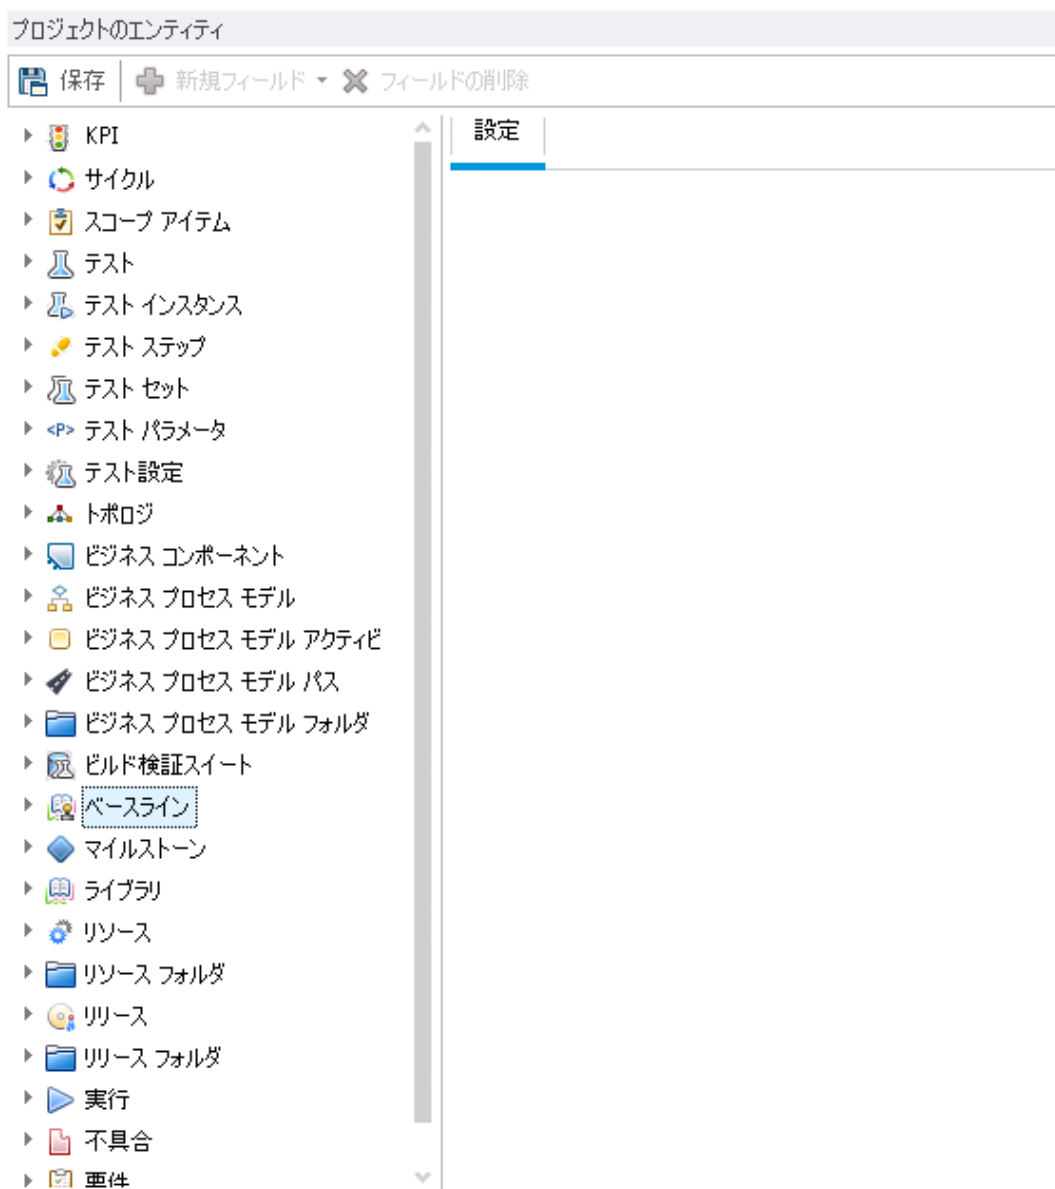 プロジェクトのエンティティ
保存 新規フィールド フィールドの削除
設定
KPI
サイクル
スコープ アイテム
テスト
テスト インスタンス
テスト ステップ
テスト セット
<P> テスト パラメータ
テスト設定
トポロジ
ビジネス コンポーネント
ビジネス プロセス モデル
ビジネス プロセス モデル アクティビ
ビジネス プロセス モデル パス
ビジネス プロセス モデル フォルダ
ビルド検証スイート
ベースライン
マイルストーン
ライブラリ
リソース
リソース フォルダ
リリース
リリース フォルダ
実行
不具合
要件